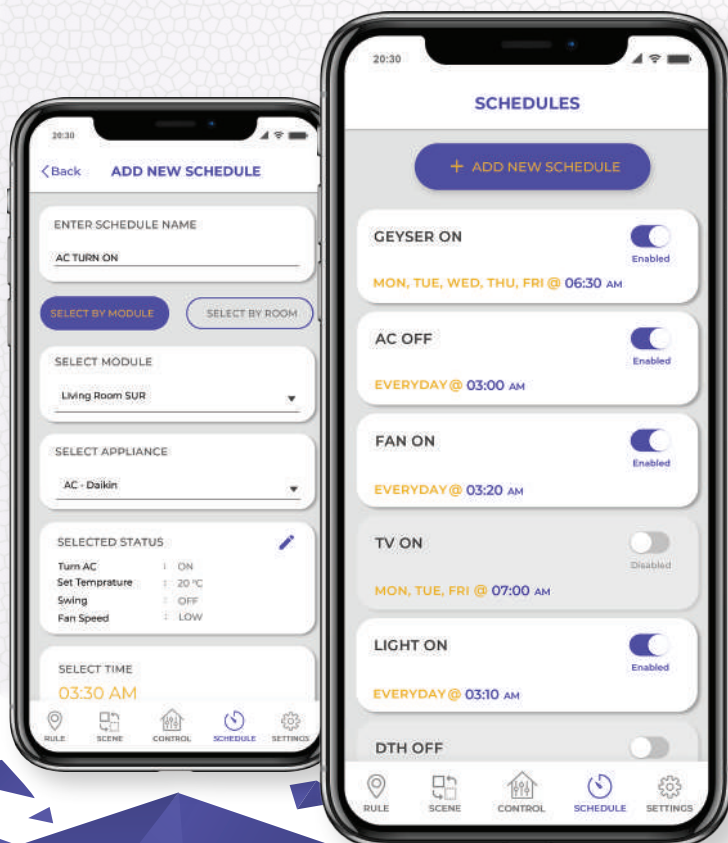 20:30
<Back ADD NEW SCHEDULE
ENTER SCHEDULE NAME
AC TURN ON
SELECT BY MODULE SELECT BY ROOM
SELECT MODULE
Living Room SUR
SELECT APPLIANCE
AC - Daikin
SELECTED STATUS
Turn AC : ON
Set Temprature : 20 °C
Swing : OFF
Fan Speed : LOW
SELECT TIME
03:30 AM
RULE SCENE CONTROL SCHEDULE SETTINGS
20:30
SCHEDULES
+ ADD NEW SCHEDULE
GEYSER ON
Enabled
MON, TUE, WED, THU, FRI @ 06:30 AM
AC OFF
Enabled
EVERYDAY @ 03:00 AM
FAN ON
Enabled
EVERYDAY @ 03:20 AM
TV ON
Disabled
MON, TUE, FRI @ 07:00 AM
LIGHT ON
Enabled
EVERYDAY @ 03:10 AM
DTH OFF
RULE SCENE CONTROL SCHEDULE SETTINGS